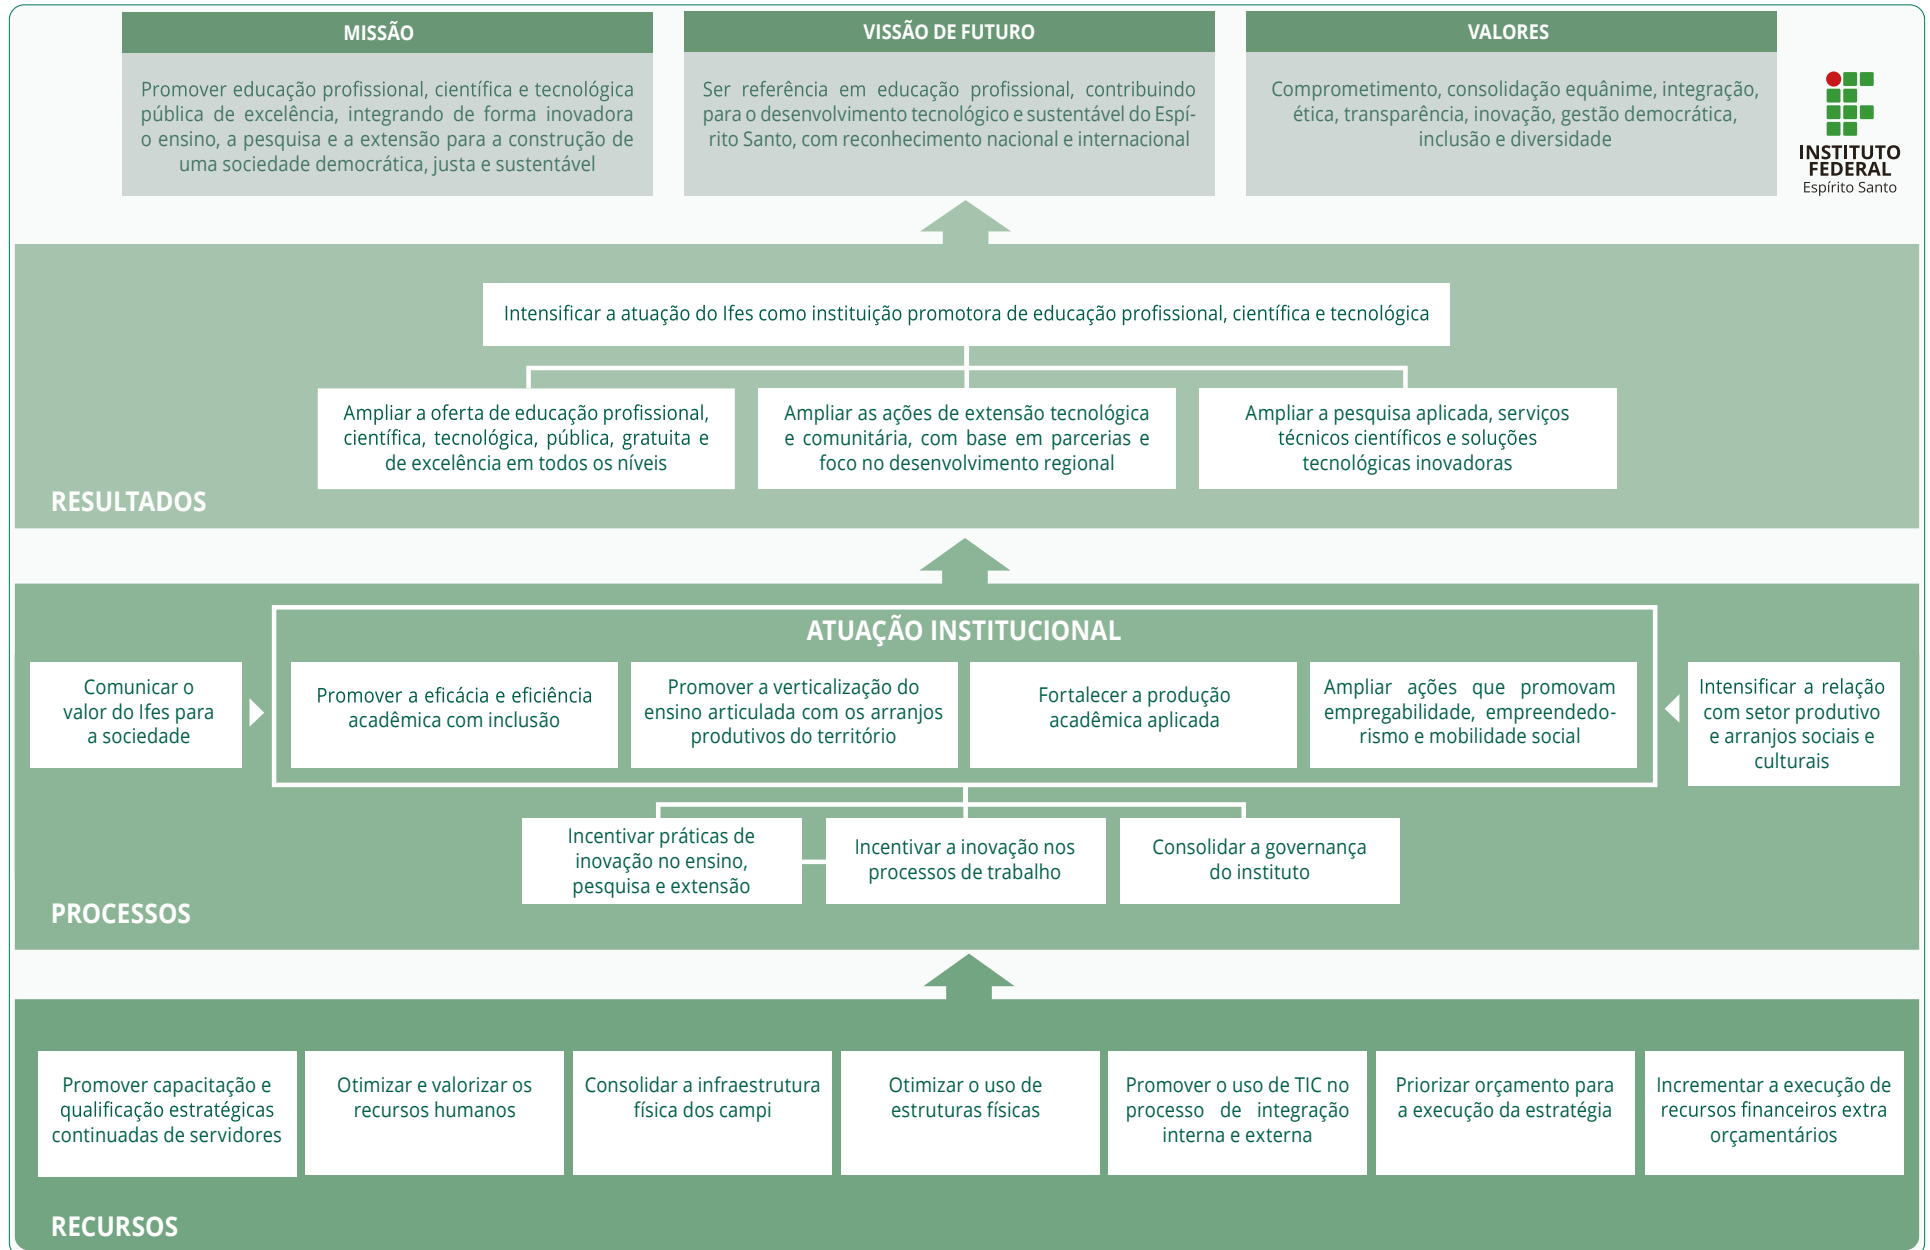 MISSÃO
Promover educação profissional, científica e tecnológica
pública de excelência, integrando de forma inovadora
o ensino, a pesquisa e a extensão para a construção de
uma sociedade democrática, justa e sustentável
VISSÃO DE FUTURO
Ser referência em educação profissional, contribuindo
para o desenvolvimento tecnológico e sustentável do Espí-
rito Santo, com reconhecimento nacional e internacional
VALORES
Comprometimento, consolidação equânime, integração,
ética, transparência, inovação, gestão democrática,
inclusão e diversidade
INSTITUTO
FEDERAL
Espírito Santo
Intensificar a atuação do Ifes como instituição promotora de educação profissional, científica e tecnológica
Ampliar a oferta de educação profissional,
científica, tecnológica, pública, gratuita e
de excelência em todos os níveis
Ampliar as ações de extensão tecnológica
e comunitária, com base em parcerias e
foco no desenvolvimento regional
Ampliar a pesquisa aplicada, serviços
técnicos científicos e soluções
tecnológicas inovadoras
RESULTADOS
ATUAÇÃO INSTITUCIONAL
Comunicar o
valor do Ifes para
a sociedade
Promover a eficácia e eficiência
acadêmica com inclusão
Promover a verticalização do
ensino articulada com os arranjos
produtivos do território
Fortalecer a produção
acadêmica aplicada
Ampliar ações que promovam
empregabilidade, empreendedo-
rismo e mobilidade social
Intensificar a relação
com setor produtivo
e arranjos sociais e
culturais
Incentivar práticas de
inovação no ensino,
pesquisa e extensão
Incentivar a inovação nos
processos de trabalho
Consolidar a governança
do instituto
PROCESSOS
Promover capacitação e
qualificação estratégicas
continuadas de servidores
Otimizar e valorizar os
recursos humanos
Consolidar a infraestrutura
física dos campi
Otimizar o uso de
estruturas físicas
Promover o uso de TIC no
processo de integração
interna e externa
Priorizar orçamento para
a execução da estratégia
Incrementar a execução de
recursos financeiros extra
orçamentários
RECURSOS